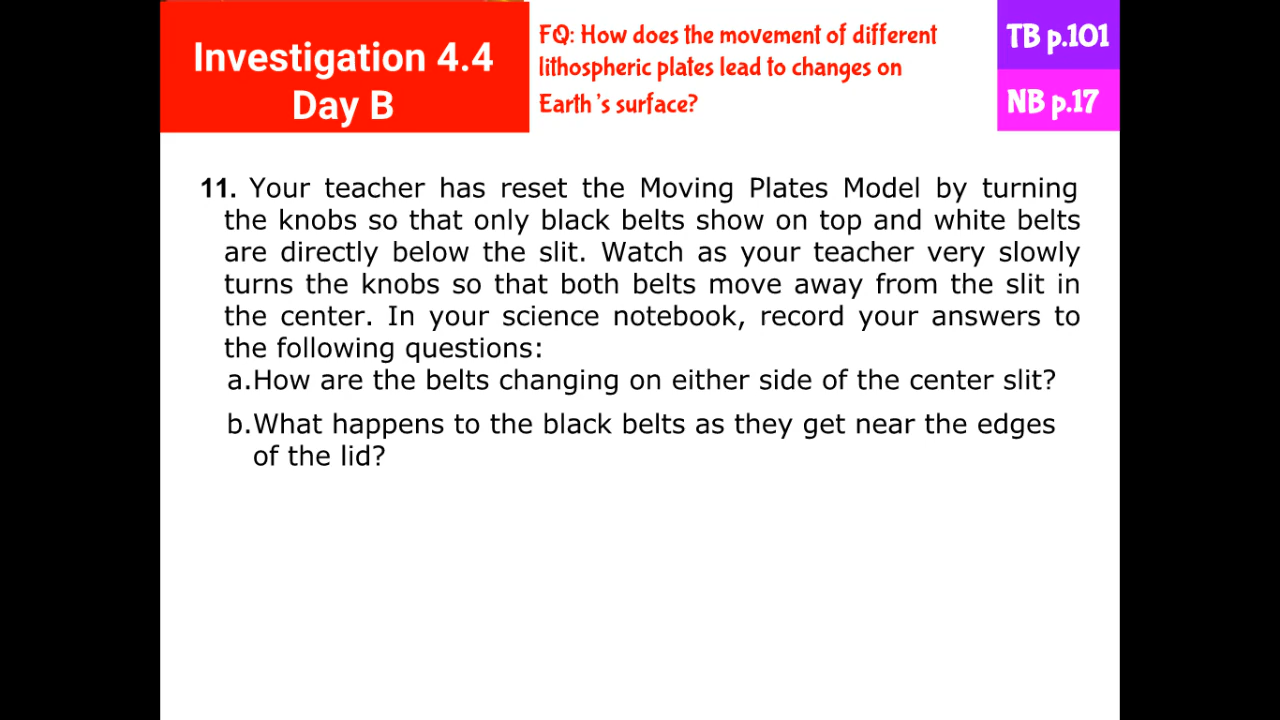 Investigation 4.4
Day B
FQ: How does the movement of different
lithospheric plates lead to changes on
Earth's surface?
TB p.101
NB p.17
11. Your teacher has reset the Moving Plates Model by turning
the knobs so that only black belts show on top and white belts
are directly below the slit. Watch as your teacher very slowly
turns the knobs so that both belts move away from the slit in
the center. In your science notebook, record your answers to
the following questions:
a.How are the belts changing on either side of the center slit?
b.What happens to the black belts as they get near the edges
of the lid?